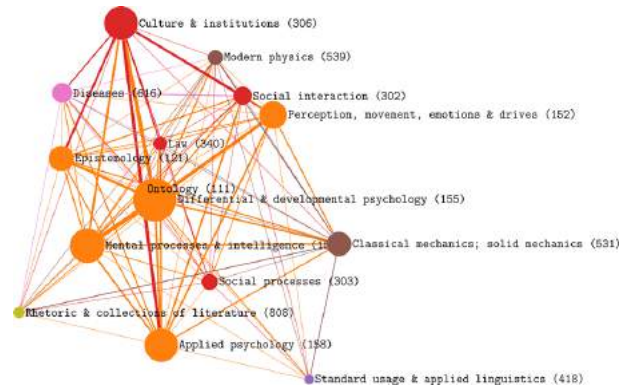 Culture & institutions (306)
Modern physics (539)
Diseases (616)
Social interaction (302)
Perception, movement, emotions & drives (152)
Law (340)
Epistemology (121)
Ontology (111)
Differential & developmental psychology (155)
Mental processes & intelligence
Classical mechanics; solid mechanics (531)
Social processes (303)
Rhetoric & collections of literature (808)
Applied psychology (158)
Standard usage & applied linguistics (418)